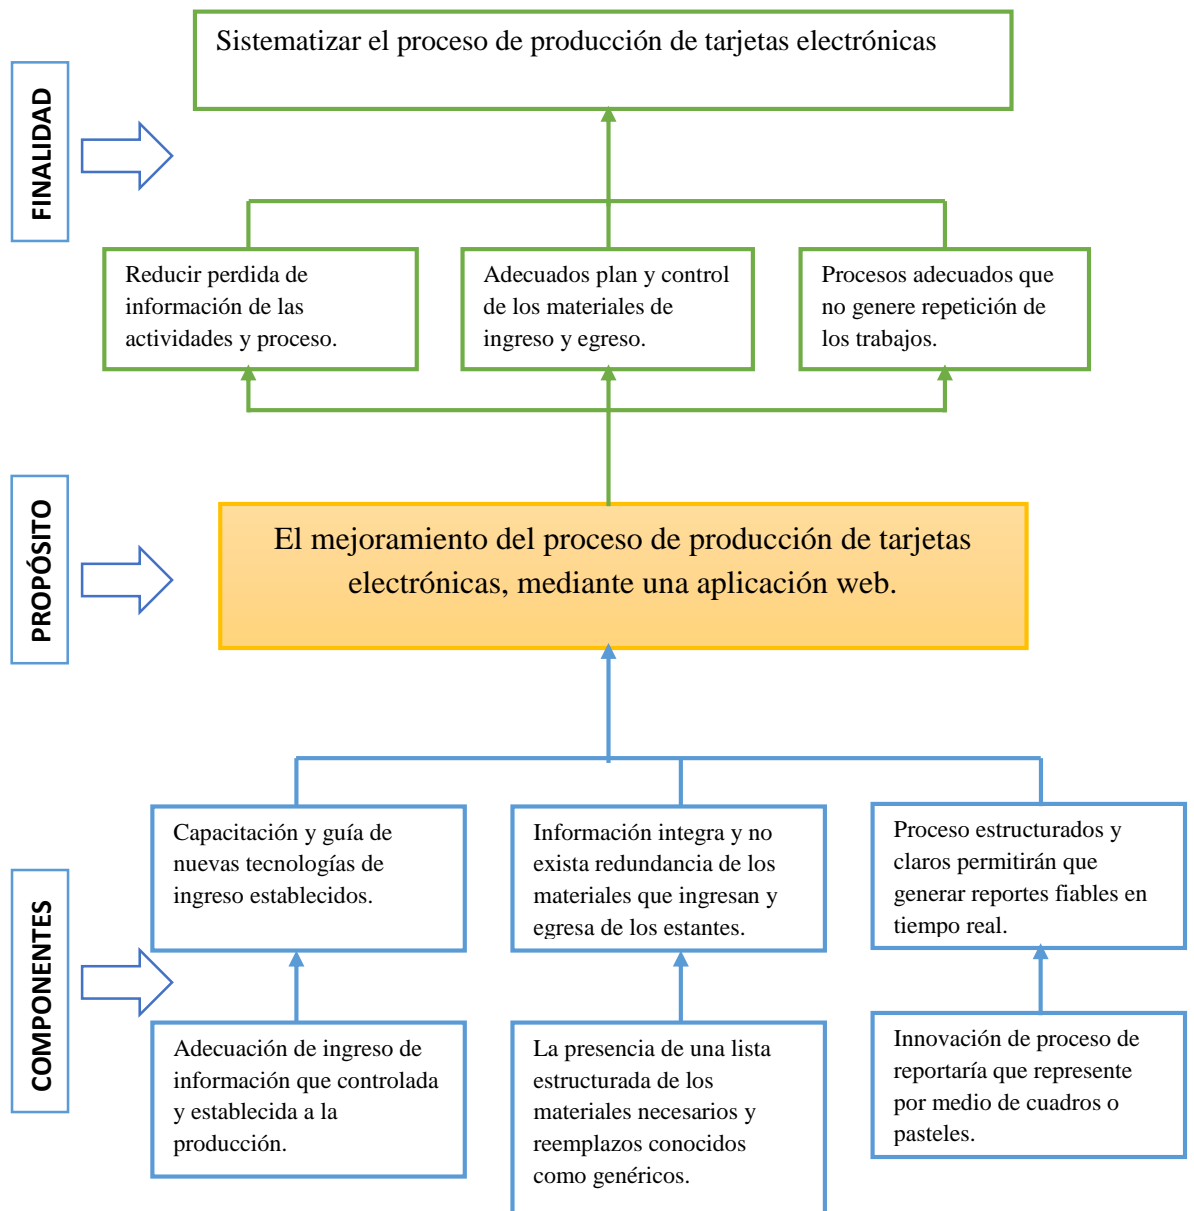 Sistematizar el proceso de producción de tarjetas electrónicas
FINALIDAD
Reducir perdida de
información de las
actividades y proceso.
Adecuados plan y control
de los materiales de
ingreso y egreso.
Procesos adecuados que
no genere repetición de
los trabajos.
PROPÓSITO
El mejoramiento del proceso de producción de tarjetas
electrónicas, mediante una aplicación web.
COMPONENTES
Capacitación y guía de
nuevas tecnologías de
ingreso establecidos.
Información integra y no
exista redundancia de los
materiales que ingresan y
egresa de los estantes.
Proceso estructurados y
claros permitirán que
generar reportes fiables en
tiempo real.
Adecuación de ingreso de
información que controlada
y establecida a la
producción.
La presencia de una lista
estructurada de los
materiales necesarios y
reemplazos conocidos
como genéricos.
Innovación de proceso de
reportaría que represente
por medio de cuadros o
pasteles.